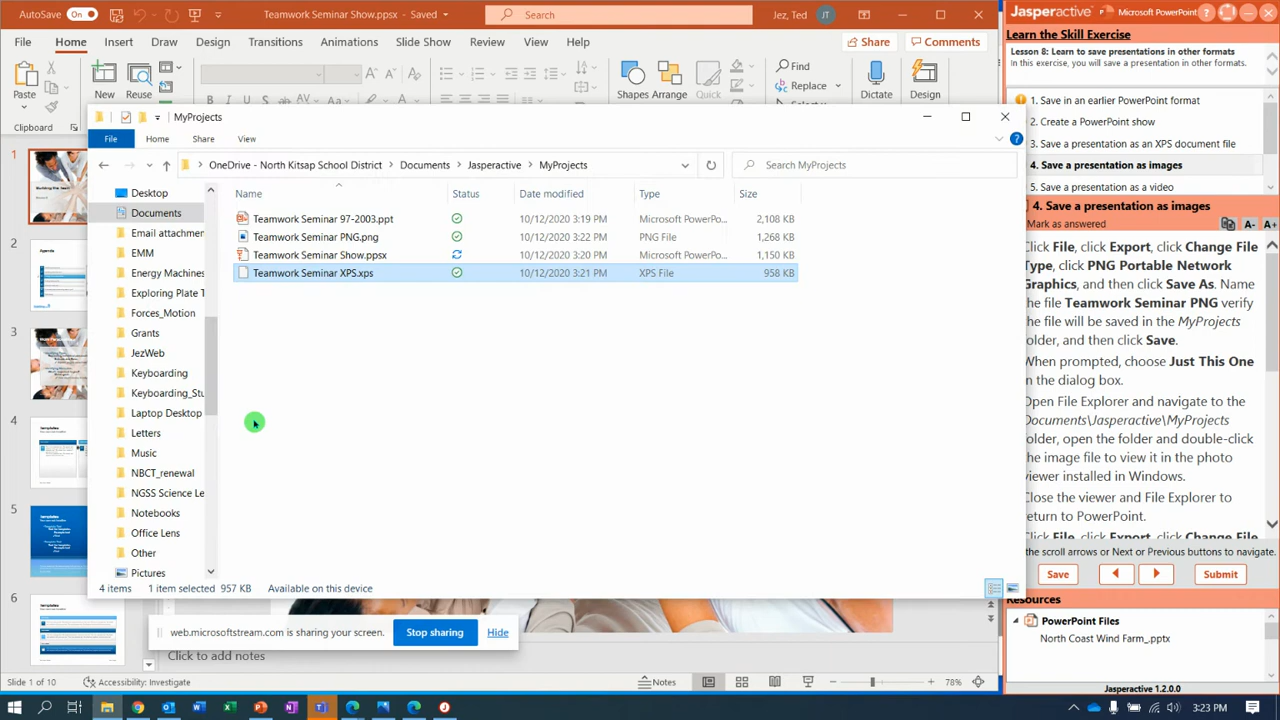 AutoSave On
Teamwork Seminar Show.ppsx - Saved
Search
Jez, Ted JT
Jasperactive Microsoft PowerPoint
File Home Insert Draw Design Transitions Animations Slide Show Review View Help Share Comments
Learn the Skill Exercise
Lesson 8: Learn to save presentations in other formats
In this exercise, you will save a presentation in other formats.
Paste New Reuse Shapes Arrange Quick Find Replace Dictate Design
Clipboard
1. Save in an earlier PowerPoint format
2. Create a PowerPoint show
3. Save a presentation as an XPS document file
4. Save a presentation as images
5. Save a presentation as a video
MyProjects
File Home Share View
OneDrive - North Kitsap School District > Documents > Jasperactive > MyProjects
Search MyProjects
Name Status Date modified Type Size
Teamwork Seminar 97-2003.ppt 10/12/2020 3:19 PM Microsoft PowerPo... 2,108 KB
Teamwork Seminar PNG.png 10/12/2020 3:22 PM PNG File 1,268 KB
Teamwork Seminar Show.ppsx 10/12/2020 3:20 PM Microsoft PowerPo... 1,150 KB
Teamwork Seminar XPS.xps 10/12/2020 3:21 PM XPS File 958 KB
Desktop
Documents
Email attachmen
EMM
Energy Machines
Exploring Plate T
Forces_Motion
Grants
JezWeb
Keyboarding
Keyboarding_Stu
Laptop Desktop
Letters
Music
NBCT_renewal
NGSS Science Le
Notebooks
Office Lens
Other
Pictures
4 items 1 item selected 957 KB Available on this device
1
2
3
4
5
6
4. Save a presentation as images
Mark as answered A- A+
Click File, click Export, click Change File
Type, click PNG Portable Network
Graphics, and then click Save As. Name
the file Teamwork Seminar PNG verify
the file will be saved in the MyProjects
folder, and then click Save.
When prompted, choose Just This One
in the dialog box.
Open File Explorer and navigate to the
Documents\Jasperactive\MyProjects
folder, open the folder and double-click
the image file to view it in the photo
viewer installed in Windows.
Close the viewer and File Explorer to
return to PowerPoint.
Click File, click Export, click Change File
the scroll arrows or Next or Previous buttons to navigate.
Save Submit
Resources
PowerPoint Files
North Coast Wind Farm_.pptx
Jasperactive 1.2.0.0
web.microsoftstream.com is sharing your screen. Stop sharing Hide
Click to add notes
Slide 1 of 10 Accessibility: Investigate Notes 78%
3:23 PM